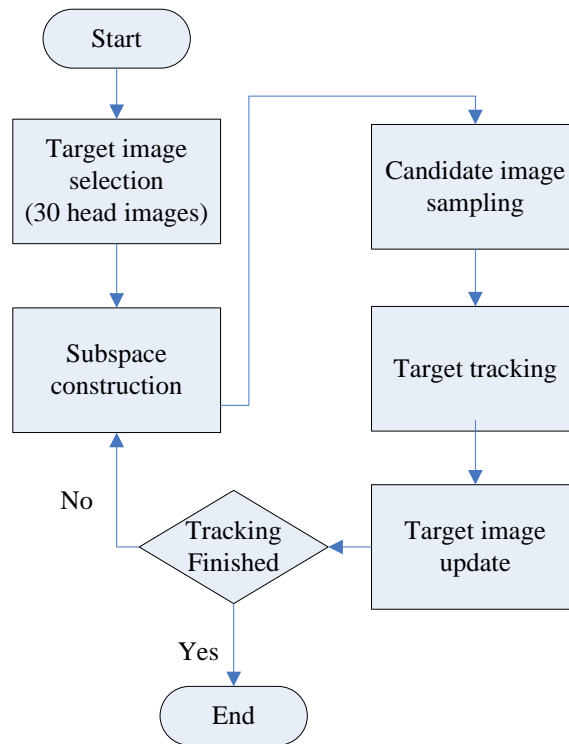 Start
Target image
selection
(30 head images)
Subspace
construction
Candidate image
sampling
Target tracking
Target image
update
Tracking
Finished
No
Yes
End